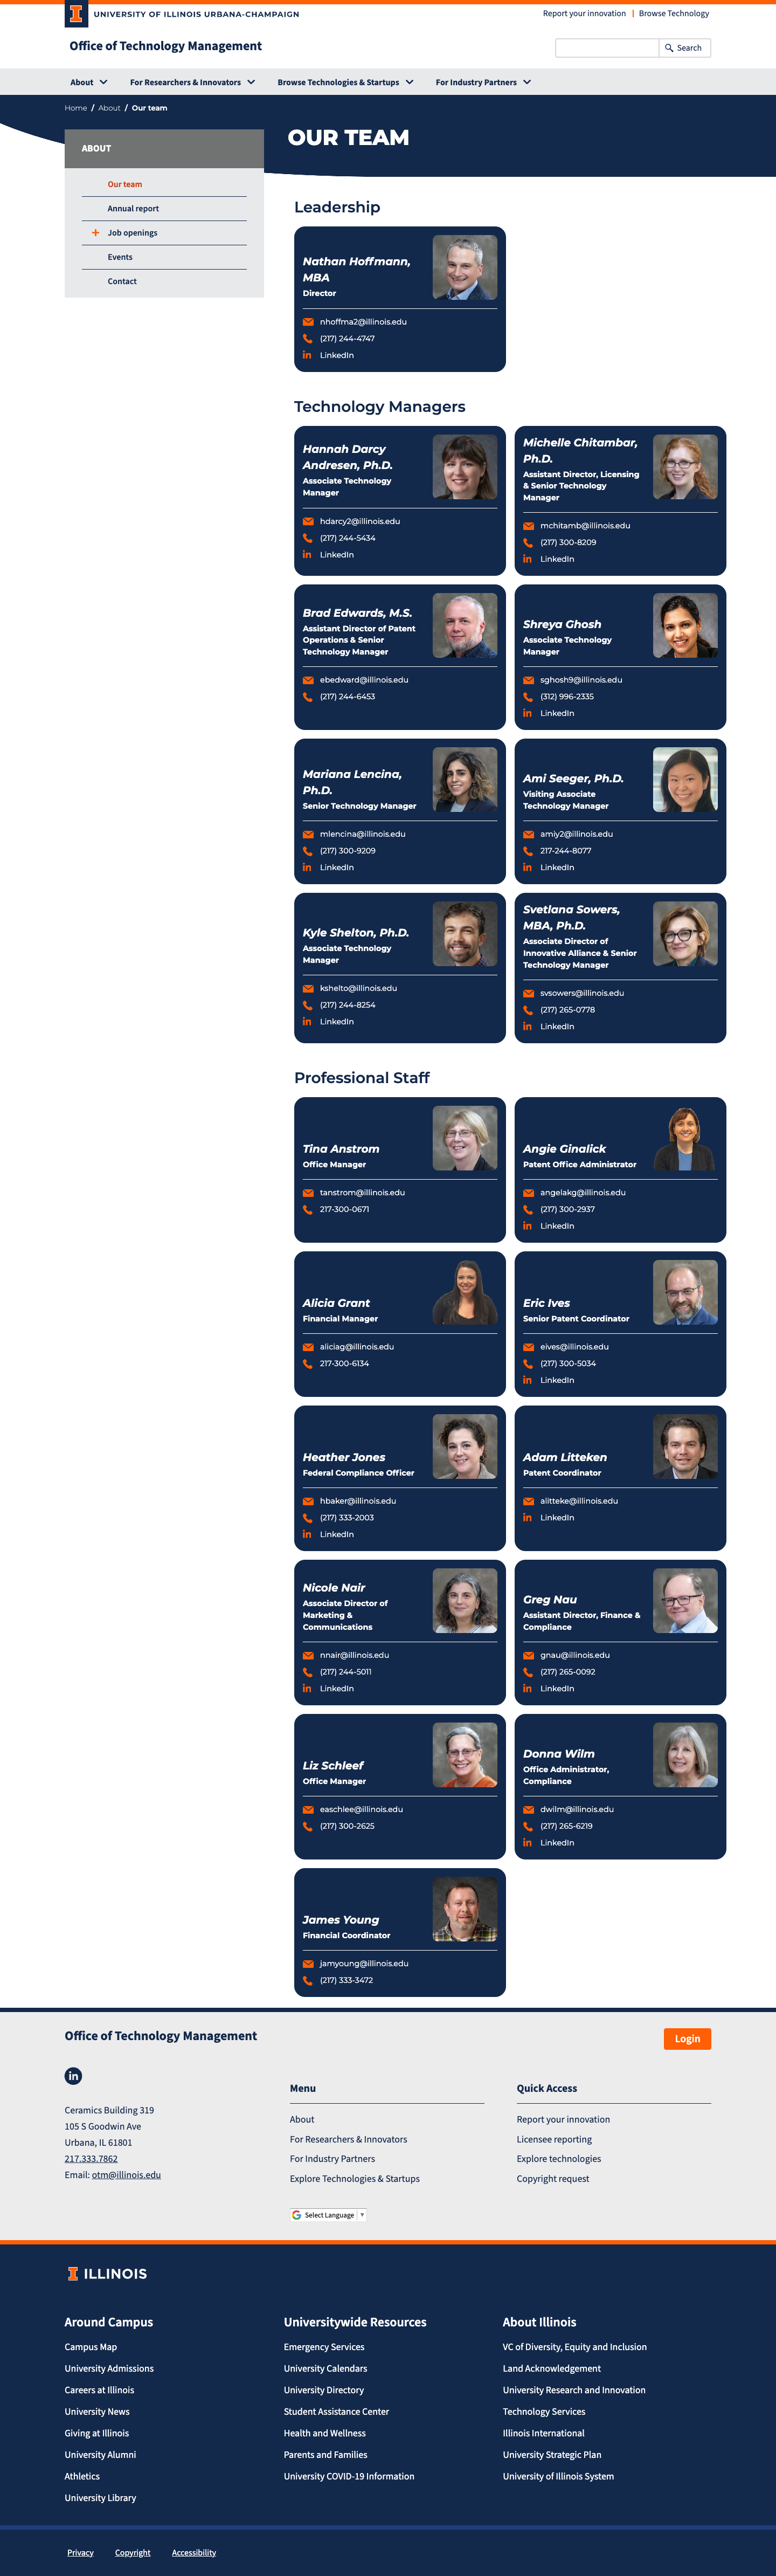 UNIVERSITY OF ILLINOIS URBANA-CHAMPAIGN
Report your innovation | Browse Technology
Office of Technology Management
Search
About
For Researchers & Innovators
Browse Technologies & Startups
For Industry Partners
Home / About / Our team
OUR TEAM
ABOUT
Our team
Annual report
Job openings
Events
Contact
Leadership
Nathan Hoffmann,
MBA
Director
nhoffma2@illinois.edu
(217) 244-4747
LinkedIn
Technology Managers
Hannah Darcy
Andresen, Ph.D.
Associate Technology
Manager
hdarcy2@illinois.edu
(217) 244-5434
LinkedIn
Michelle Chitambar,
Ph.D.
Assistant Director, Licensing
& Senior Technology
Manager
mchitamb@illinois.edu
(217) 300-8209
LinkedIn
Brad Edwards, M.S.
Assistant Director of Patent
Operations & Senior
Technology Manager
ebedward@illinois.edu
(217) 244-6453
Shreya Ghosh
Associate Technology
Manager
sghosh9@illinois.edu
(312) 996-2335
LinkedIn
Mariana Lencina,
Ph.D.
Senior Technology Manager
mlencina@illinois.edu
(217) 300-9209
LinkedIn
Ami Seeger, Ph.D.
Visiting Associate
Technology Manager
amiy2@illinois.edu
217-244-8077
LinkedIn
Kyle Shelton, Ph.D.
Associate Technology
Manager
kshelto@illinois.edu
(217) 244-8254
LinkedIn
Svetlana Sowers,
MBA, Ph.D.
Associate Director of
Innovative Alliance & Senior
Technology Manager
svsowers@illinois.edu
(217) 265-0778
LinkedIn
Professional Staff
Tina Anstrom
Office Manager
tanstrom@illinois.edu
217-300-0671
Angie Ginalick
Patent Office Administrator
angelakg@illinois.edu
(217) 300-2937
LinkedIn
Alicia Grant
Financial Manager
aliciag@illinois.edu
217-300-6134
Eric Ives
Senior Patent Coordinator
eives@illinois.edu
(217) 300-5034
LinkedIn
Heather Jones
Federal Compliance Officer
hbaker@illinois.edu
(217) 333-2003
LinkedIn
Adam Litteken
Patent Coordinator
alitteke@illinois.edu
LinkedIn
Nicole Nair
Associate Director of
Marketing &
Communications
nnair@illinois.edu
(217) 244-5011
LinkedIn
Greg Nau
Assistant Director, Finance &
Compliance
gnau@illinois.edu
(217) 265-0092
LinkedIn
Liz Schleef
Office Manager
easchlee@illinois.edu
(217) 300-2625
Donna Wilm
Office Administrator,
Compliance
dwilm@illinois.edu
(217) 265-6219
LinkedIn
James Young
Financial Coordinator
jamyoung@illinois.edu
(217) 333-3472
Office of Technology Management
Login
Ceramics Building 319
105 S Goodwin Ave
Urbana, IL 61801
217.333.7862
Email: otm@illinois.edu
Menu
About
For Researchers & Innovators
For Industry Partners
Explore Technologies & Startups
Quick Access
Report your innovation
Licensee reporting
Explore technologies
Copyright request
Select Language
ILLINOIS
Around Campus
Campus Map
University Admissions
Careers at Illinois
University News
Giving at Illinois
University Alumni
Athletics
University Library
Universitywide Resources
Emergency Services
University Calendars
University Directory
Student Assistance Center
Health and Wellness
Parents and Families
University COVID-19 Information
About Illinois
VC of Diversity, Equity and Inclusion
Land Acknowledgement
University Research and Innovation
Technology Services
Illinois International
University Strategic Plan
University of Illinois System
Privacy
Copyright
Accessibility